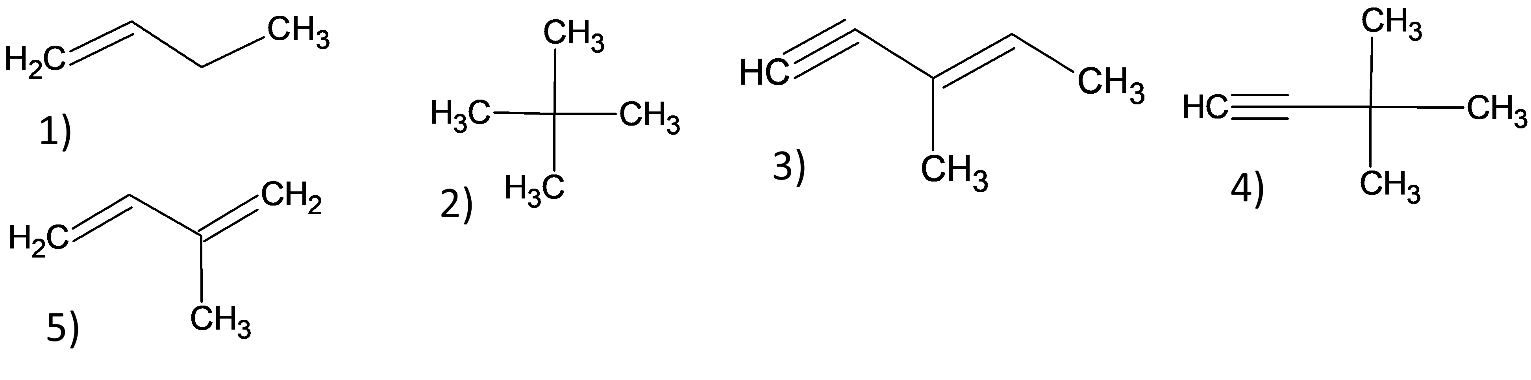 H₂C CH₃
1)
CH₃
H₃C CH₃
H₃C
2)
HC CH₃
CH₃
3)
CH₃
HC CH₃
CH₃
4)
H₂C CH₂
CH₃
5)